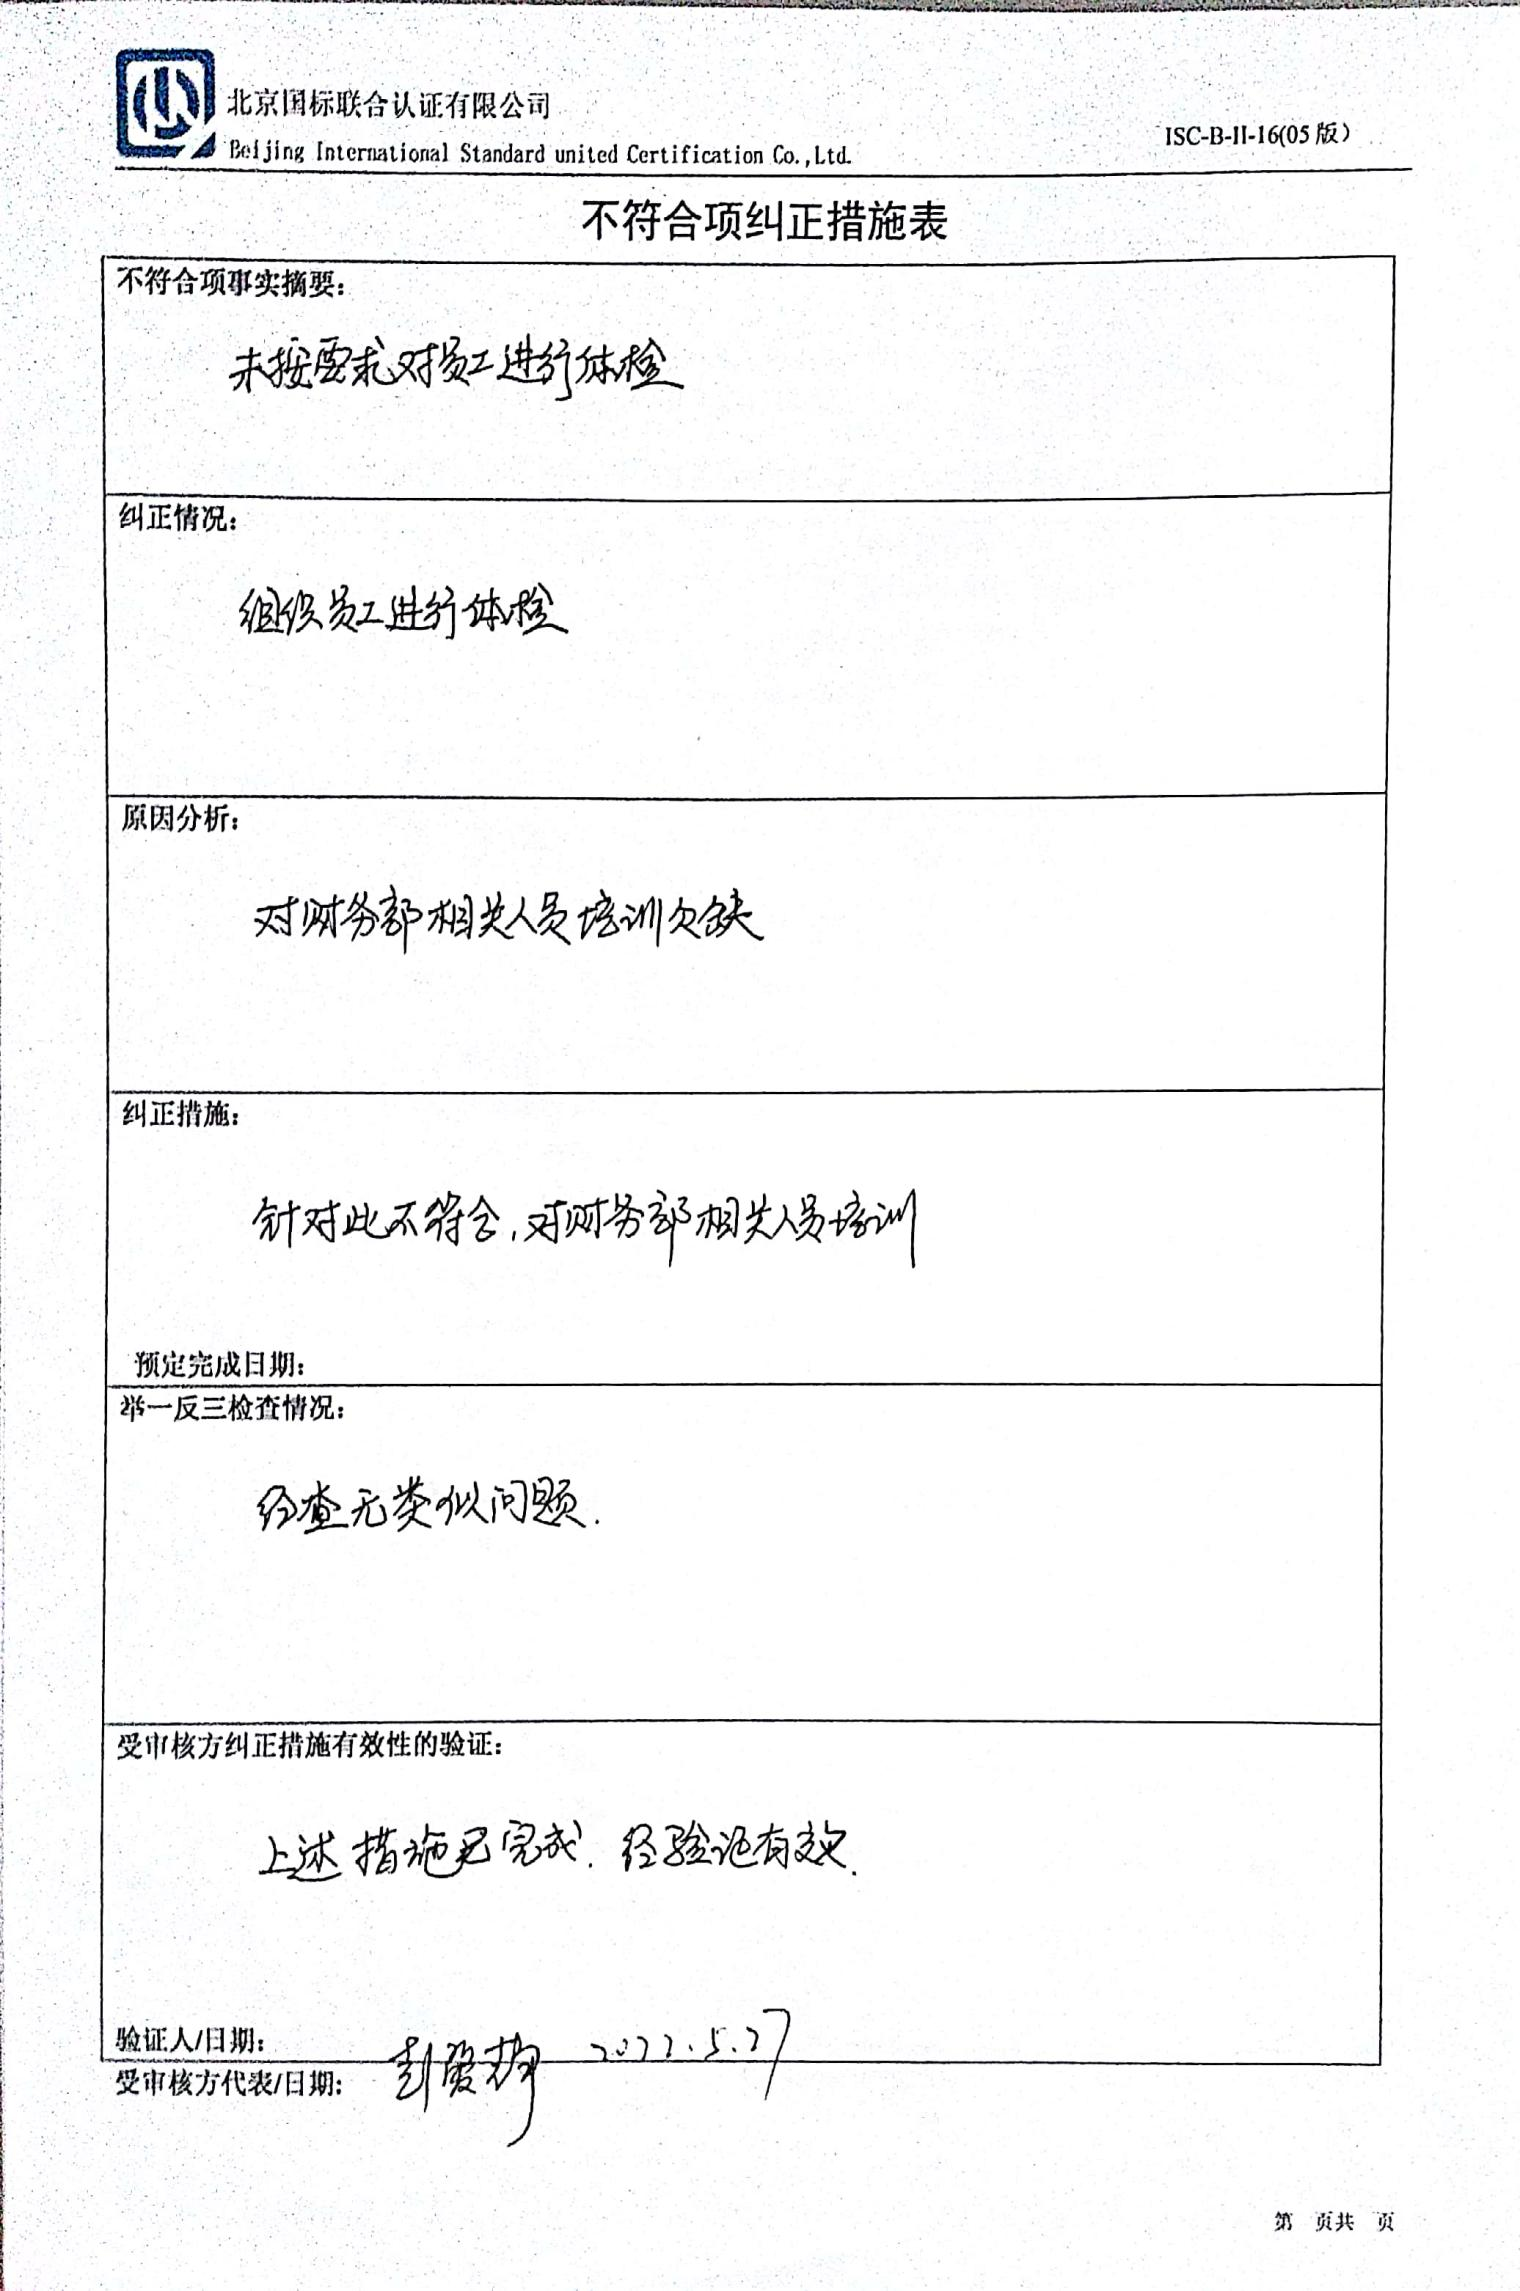 北京国标联合认证有限公司
Beijing International Standard united Certification Co.,Ltd.
ISC-B-II-16(05版)
不符合项纠正措施表
不符合项事实摘要:
未按要求对员工进行体检
纠正情况:
组织员工进行体检
原因分析:
对财务部相关人员培训欠缺
纠正措施:
针对此不符合,对财务部相关人员培训
预定完成日期:
举一反三检查情况:
经查无类似问题.
受审核方纠正措施有效性的验证:
上述措施已完成.经验证有效.
验证人/日期:
受审核方代表/日期: 2022.5.27
第 页共 页